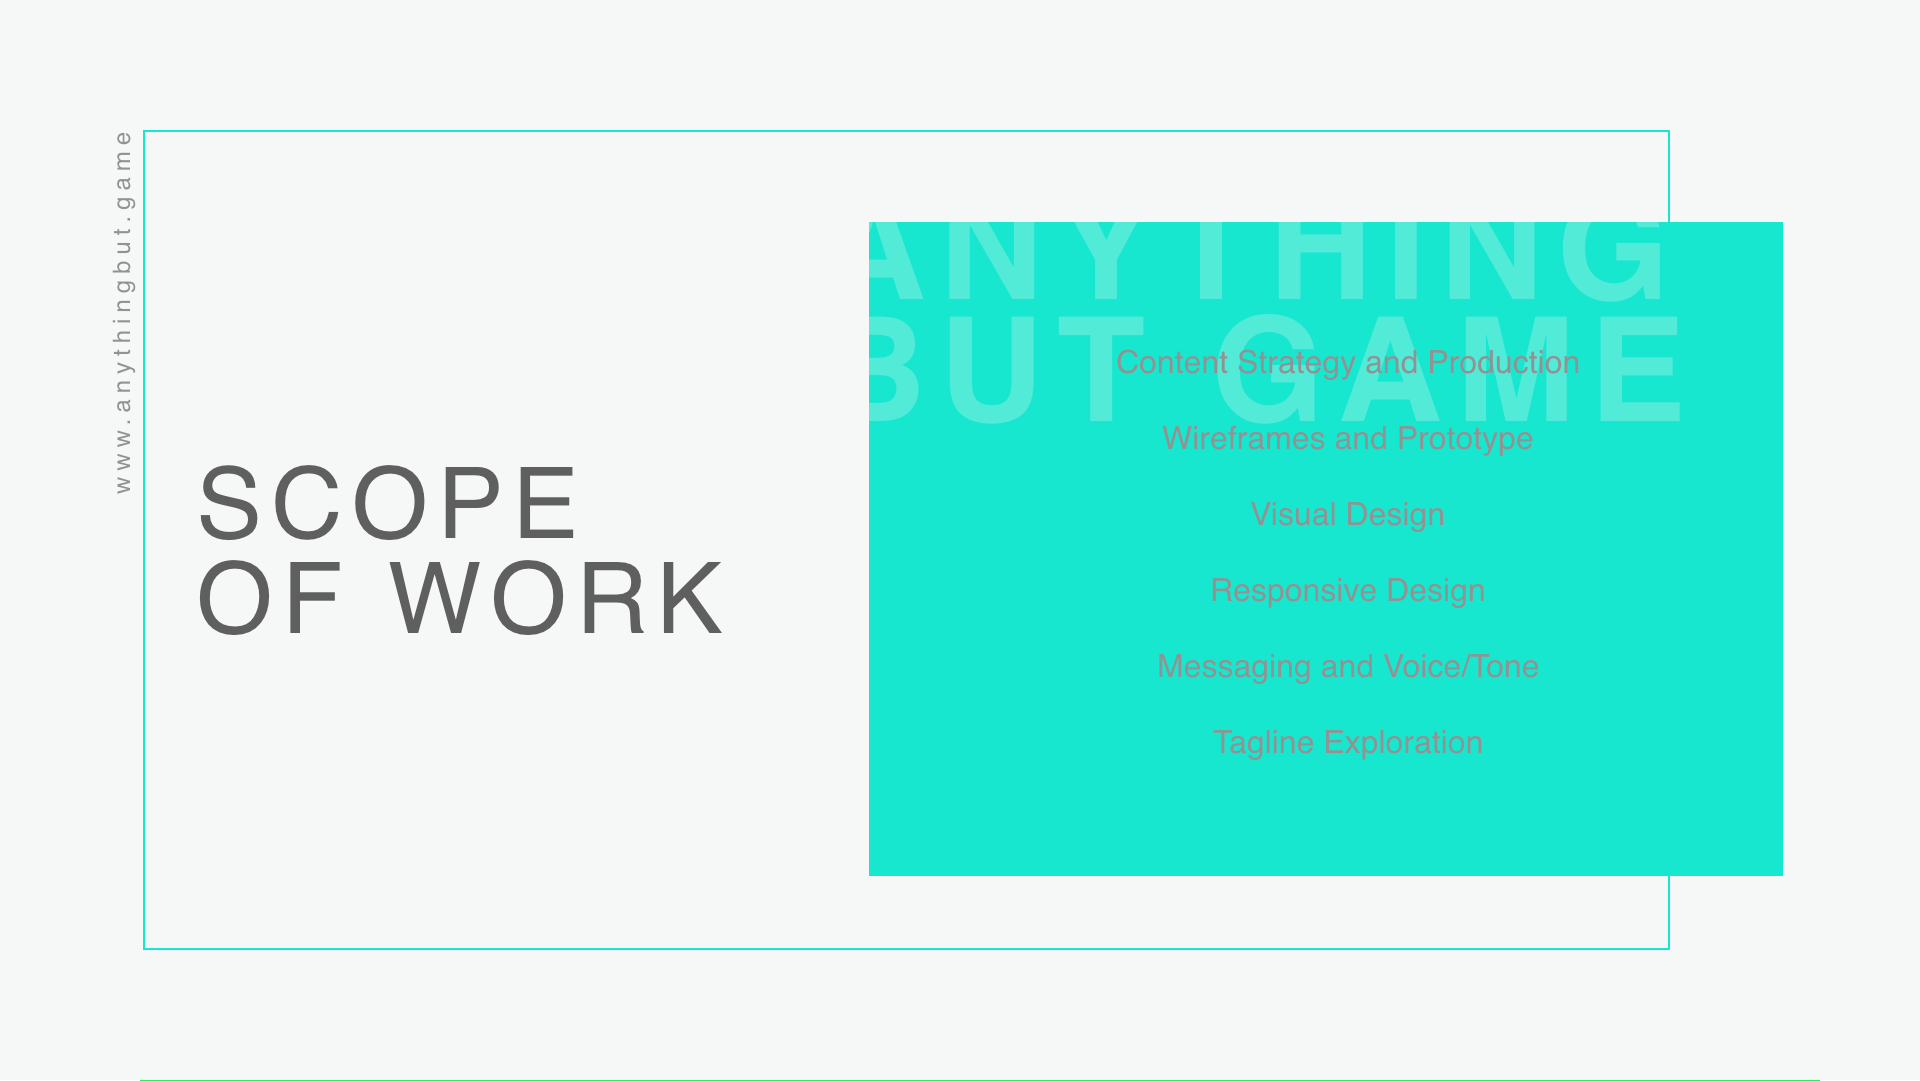 www.anythingbut.game
SCOPE
OF WORK
ANYTHING
BUT GAME
Content Strategy and Production
Wireframes and Prototype
Visual Design
Responsive Design
Messaging and Voice/Tone
Tagline Exploration